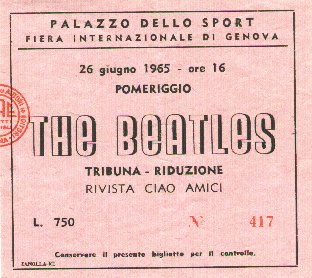 PALAZZO DELLO SPORT
FIERA INTERNAZIONALE DI GENOVA
26 giugno 1965 - ore 16
POMERIGGIO
THE BEATLES
TRIBUNA - RIDUZIONE
RIVISTA CIAO AMICI
L. 750 N 417
Conservare il presente biglietto per il controllo.